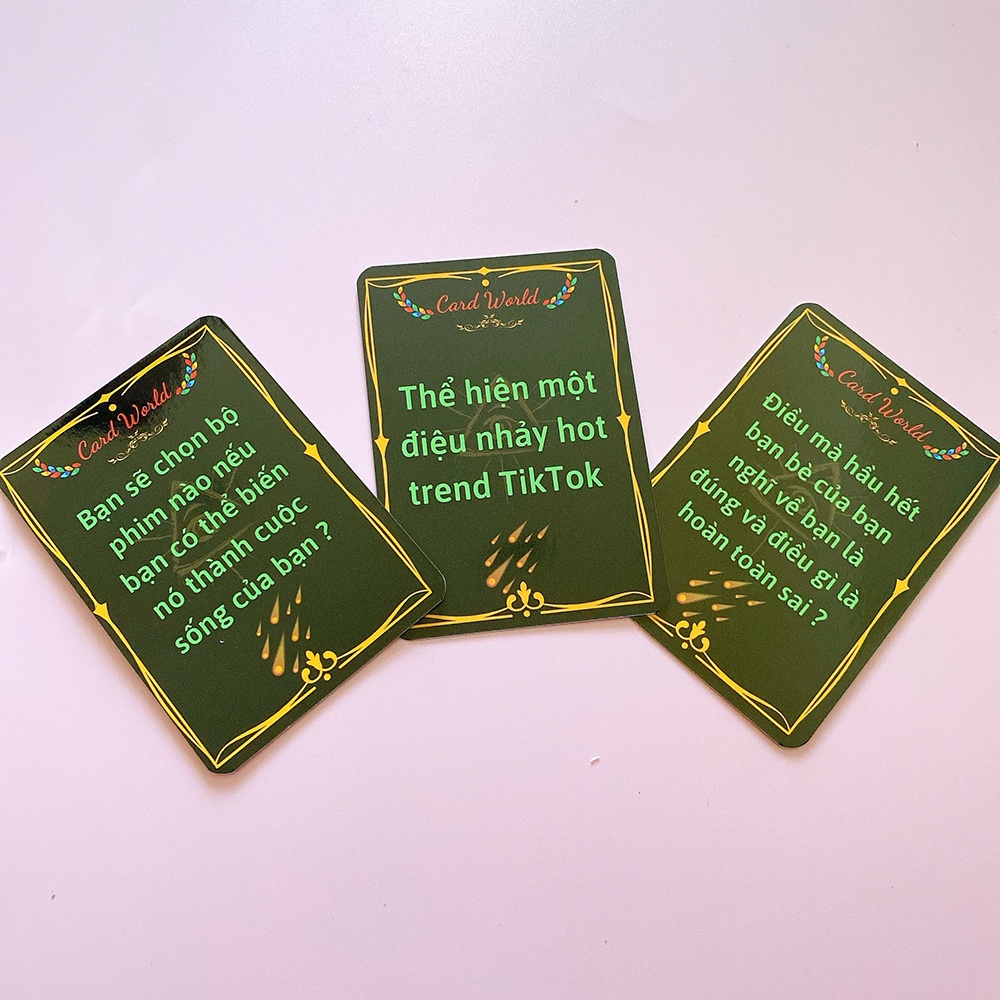 Card World
Bạn sẽ chọn bộ
phim nào nếu
bạn có thể biến
nó thành cuộc
sống của bạn ?
Card World
Thể hiện một
điệu nhảy hot
trend TikTok
Card World
Điều mà hầu hết
bạn bè của bạn
nghĩ về bạn là
đúng và điều gì là
hoàn toàn sai ?